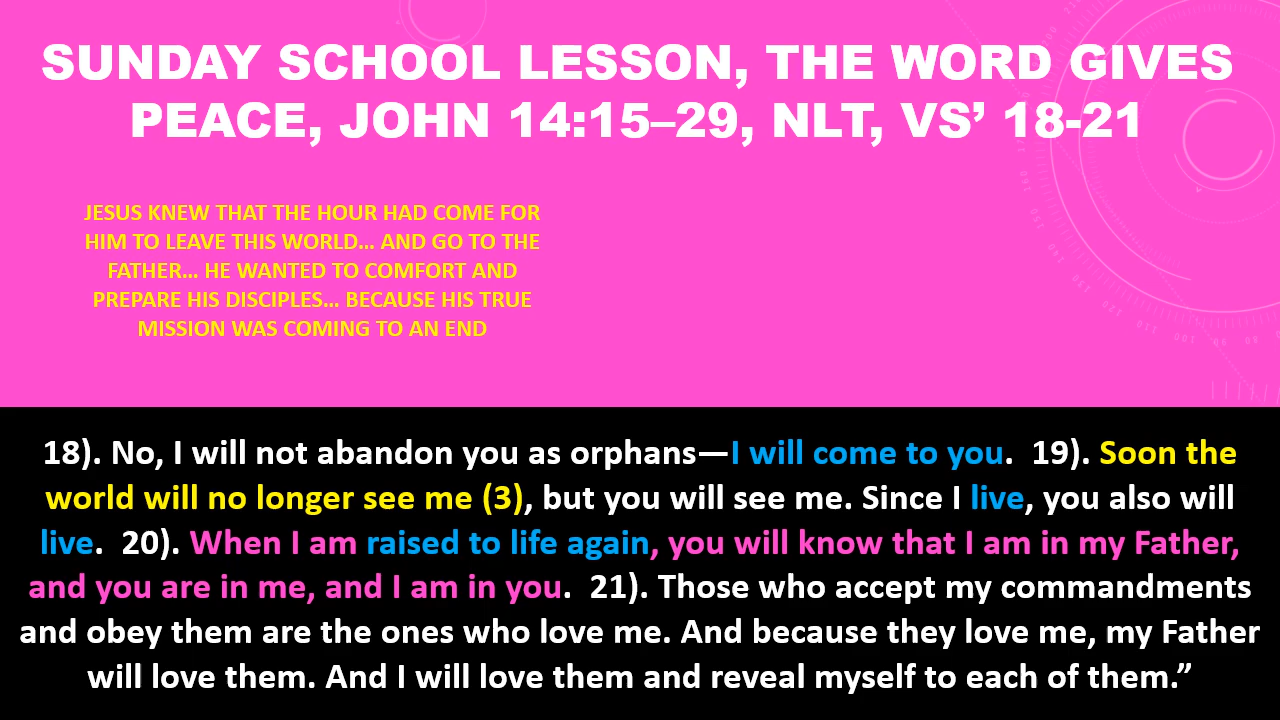 SUNDAY SCHOOL LESSON, THE WORD GIVES
PEACE, JOHN 14:15–29, NLT, VS’ 18-21
JESUS KNEW THAT THE HOUR HAD COME FOR
HIM TO LEAVE THIS WORLD… AND GO TO THE
FATHER… HE WANTED TO COMFORT AND
PREPARE HIS DISCIPLES… BECAUSE HIS TRUE
MISSION WAS COMING TO AN END
18). No, I will not abandon you as orphans—I will come to you.  19). Soon the
world will no longer see me (3), but you will see me. Since I live, you also will
live.  20). When I am raised to life again, you will know that I am in my Father,
and you are in me, and I am in you.  21). Those who accept my commandments
and obey them are the ones who love me. And because they love me, my Father
will love them. And I will love them and reveal myself to each of them.”